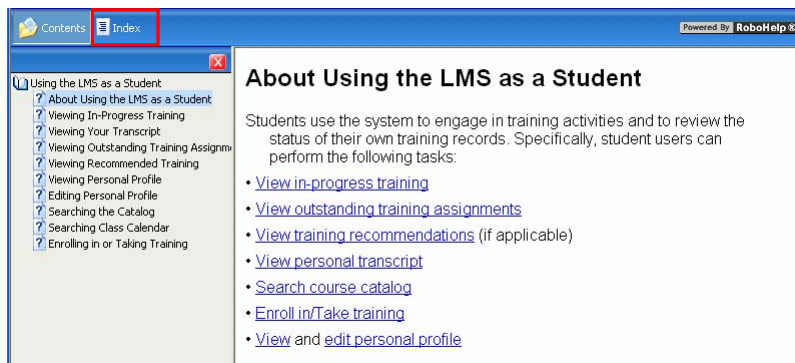 Contents Index
Powered By RoboHelp®
Using the LMS as a Student
About Using the LMS as a Student
Viewing In-Progress Training
Viewing Your Transcript
Viewing Outstanding Training Assignm
Viewing Recommended Training
Viewing Personal Profile
Editing Personal Profile
Searching the Catalog
Searching Class Calendar
Enrolling in or Taking Training
About Using the LMS as a Student
Students use the system to engage in training activities and to review the
status of their own training records. Specifically, student users can
perform the following tasks:
• View in-progress training
• View outstanding training assignments
• View training recommendations (if applicable)
• View personal transcript
• Search course catalog
• Enroll in/Take training
• View and edit personal profile